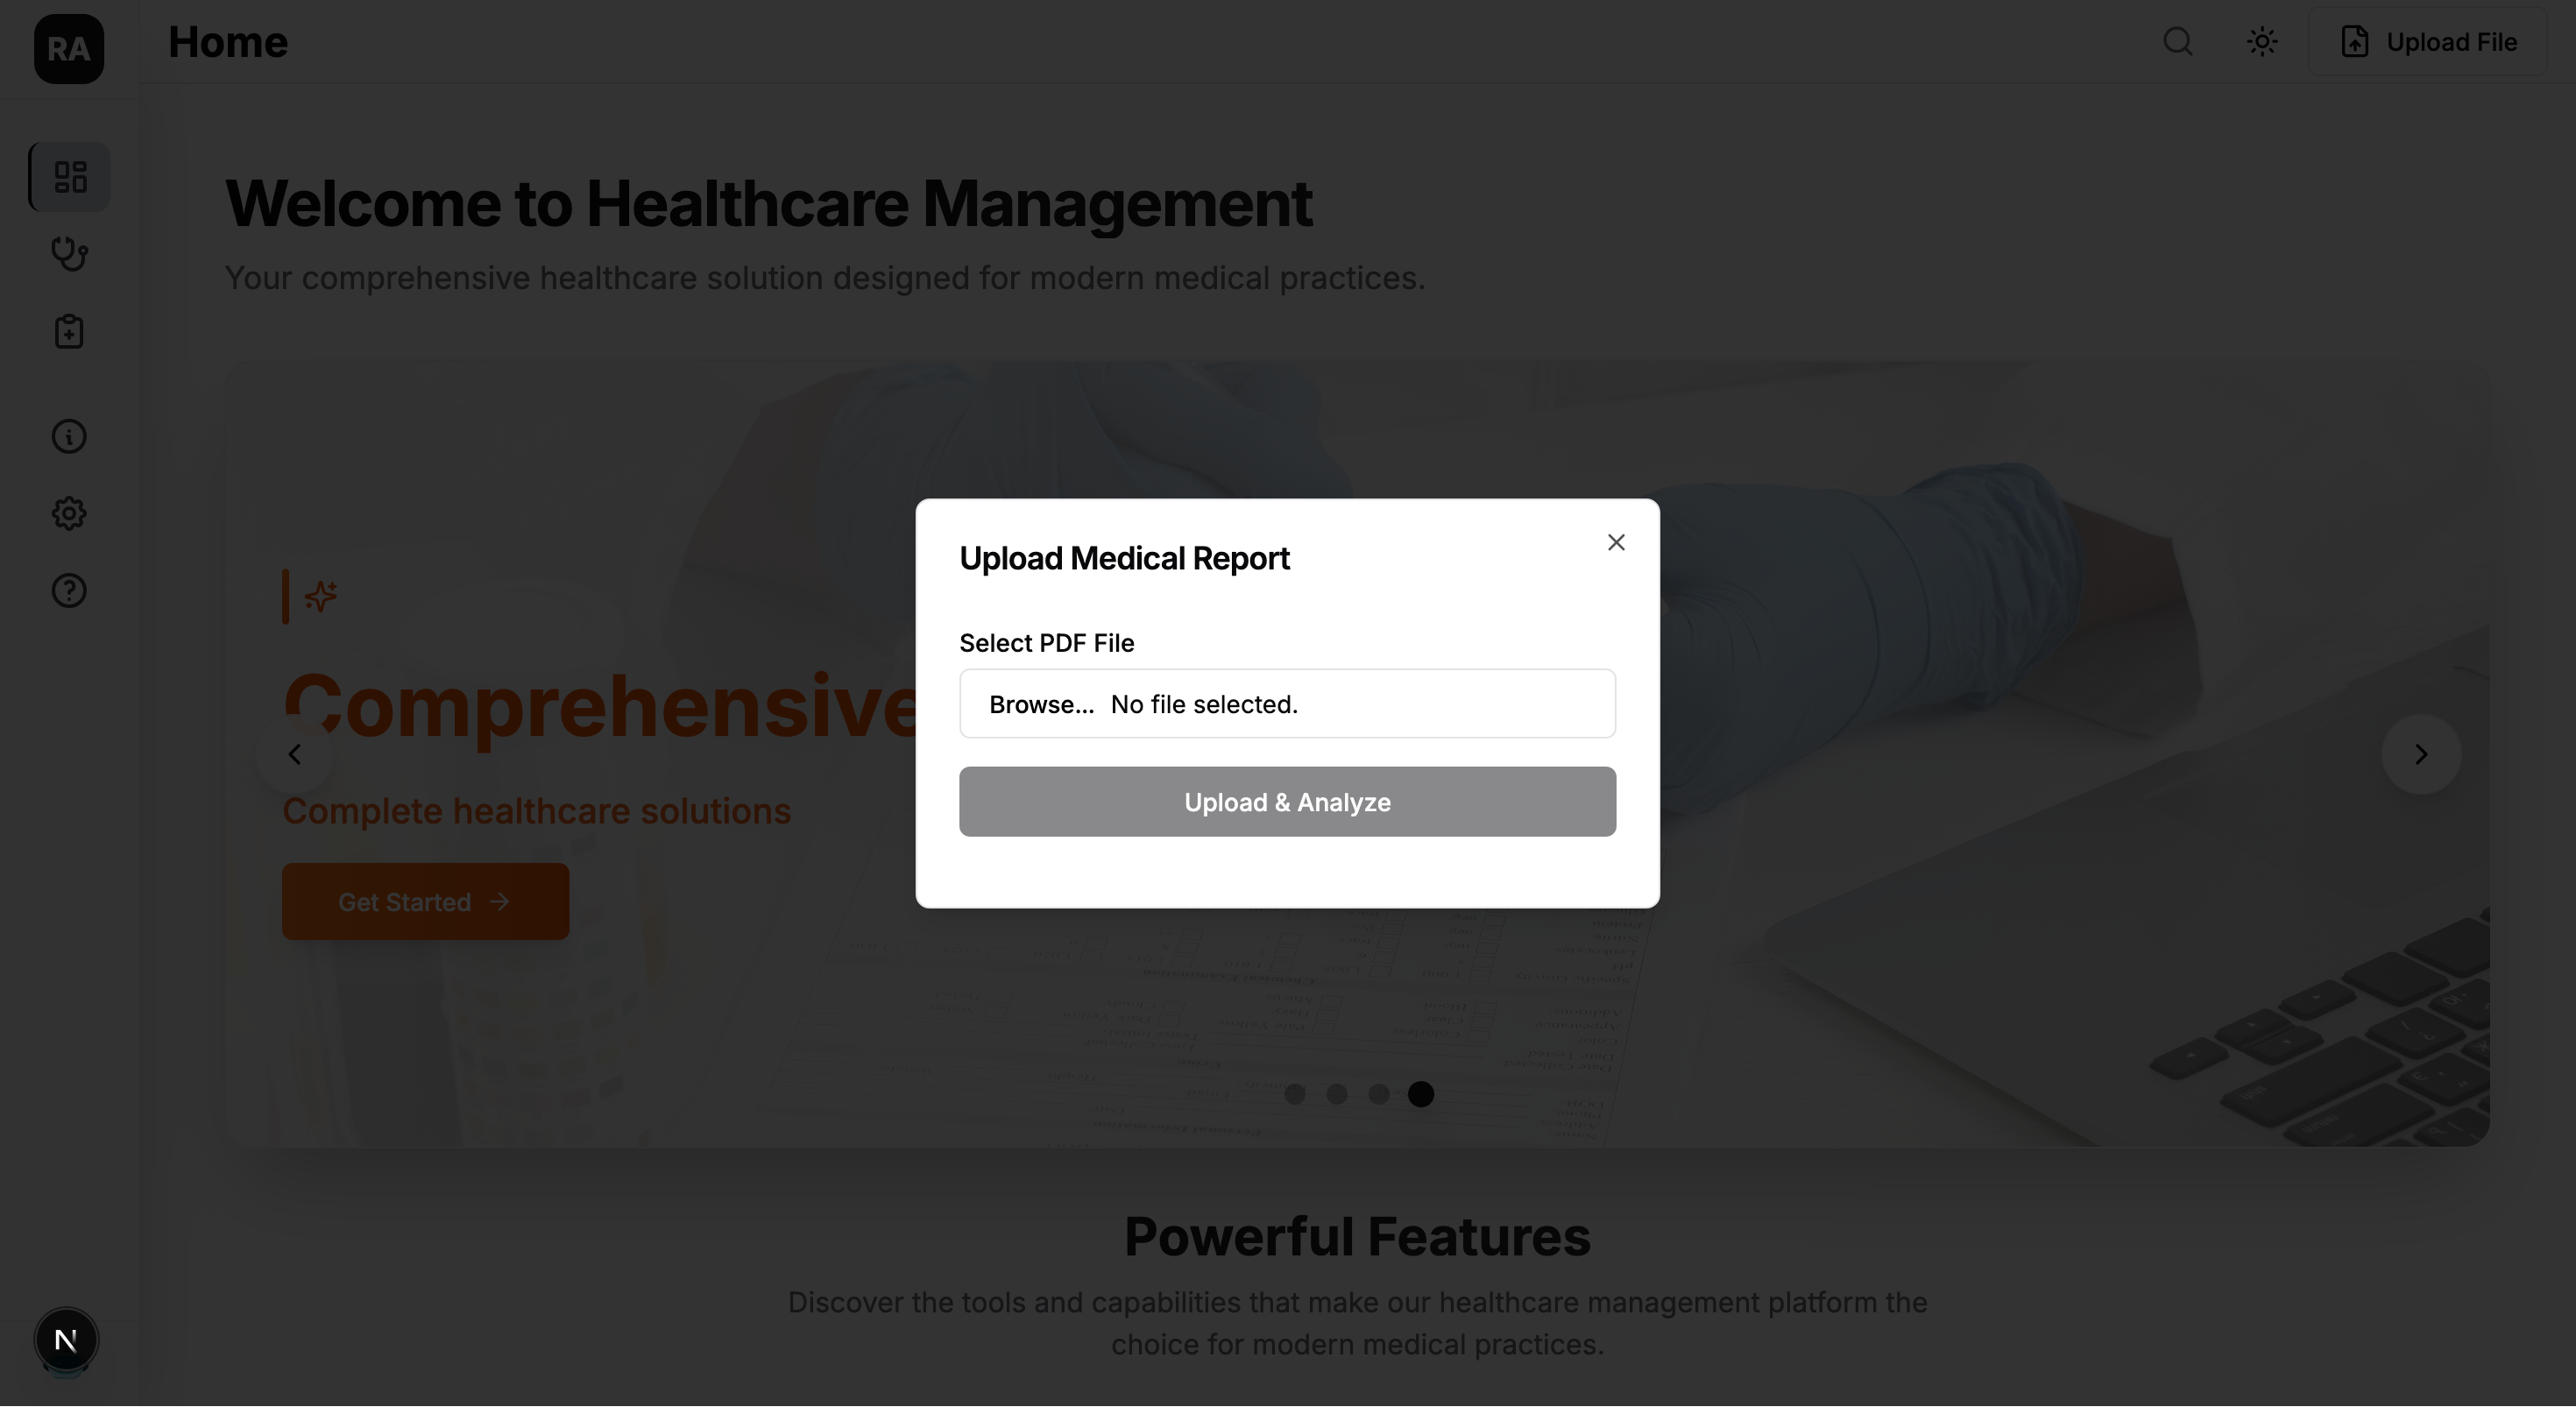 RA
Home
Upload File
Welcome to Healthcare Management
Your comprehensive healthcare solution designed for modern medical practices.
Upload Medical Report
Select PDF File
Browse... No file selected.
Upload & Analyze
Comprehensive
Complete healthcare solutions
Get Started
Powerful Features
Discover the tools and capabilities that make our healthcare management platform the
choice for modern medical practices.
N